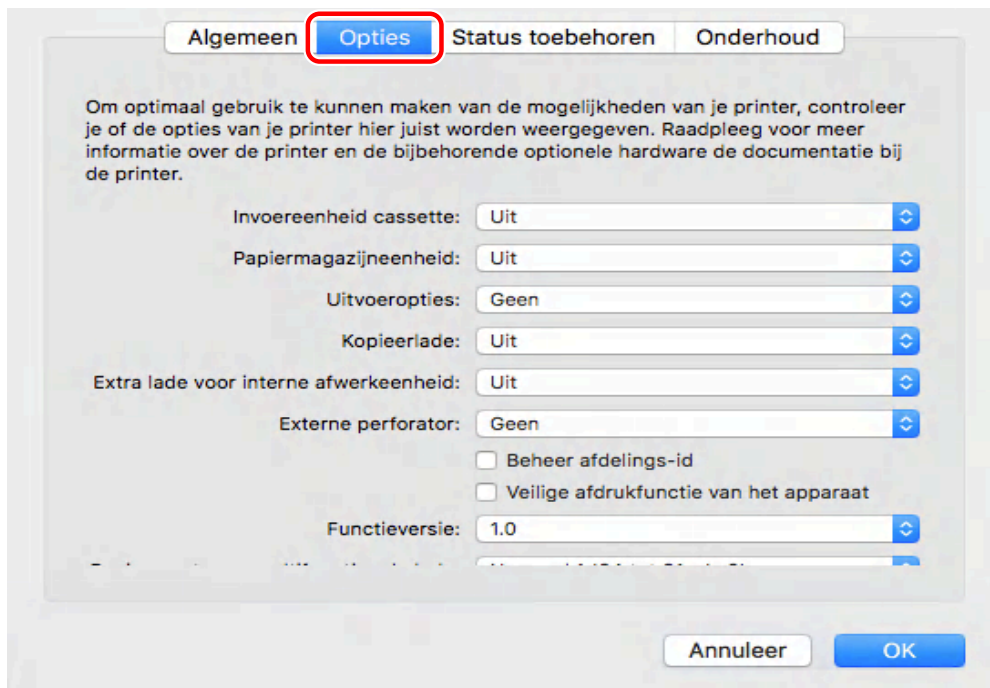 Algemeen Opties Status toebehoren Onderhoud
Om optimaal gebruik te kunnen maken van de mogelijkheden van je printer, controleer
je of de opties van je printer hier juist worden weergegeven. Raadpleeg voor meer
informatie over de printer en de bijbehorende optionele hardware de documentatie bij
de printer.
Invoereenheid cassette: Uit
Papiermagazijneenheid: Uit
Uitvoeropties: Geen
Kopieerlade: Uit
Extra lade voor interne afwerkeenheid: Uit
Externe perforator: Geen
Beheer afdelings-id
Veilige afdrukfunctie van het apparaat
Functieversie: 1.0
Annuleer OK